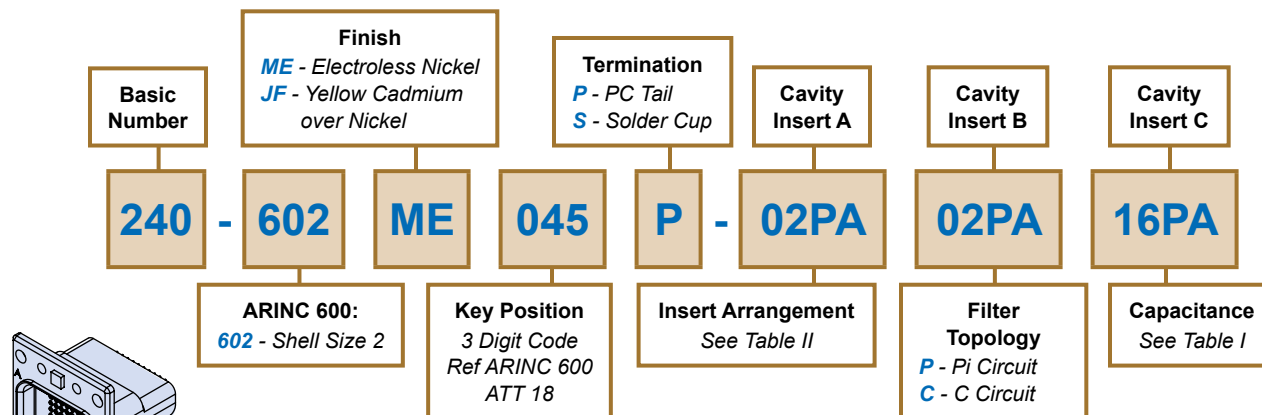 Finish
ME - Electroless Nickel
JF - Yellow Cadmium
over Nickel
Termination
P - PC Tail
S - Solder Cup
Basic
Number
Cavity
Insert A
Cavity
Insert B
Cavity
Insert C
240 - 602 ME 045 P - 02PA 02PA 16PA
ARINC 600:
602 - Shell Size 2
Key Position
3 Digit Code
Ref ARINC 600
ATT 18
Insert Arrangement
See Table II
Filter
Topology
P - Pi Circuit
C - C Circuit
Capacitance
See Table I
A